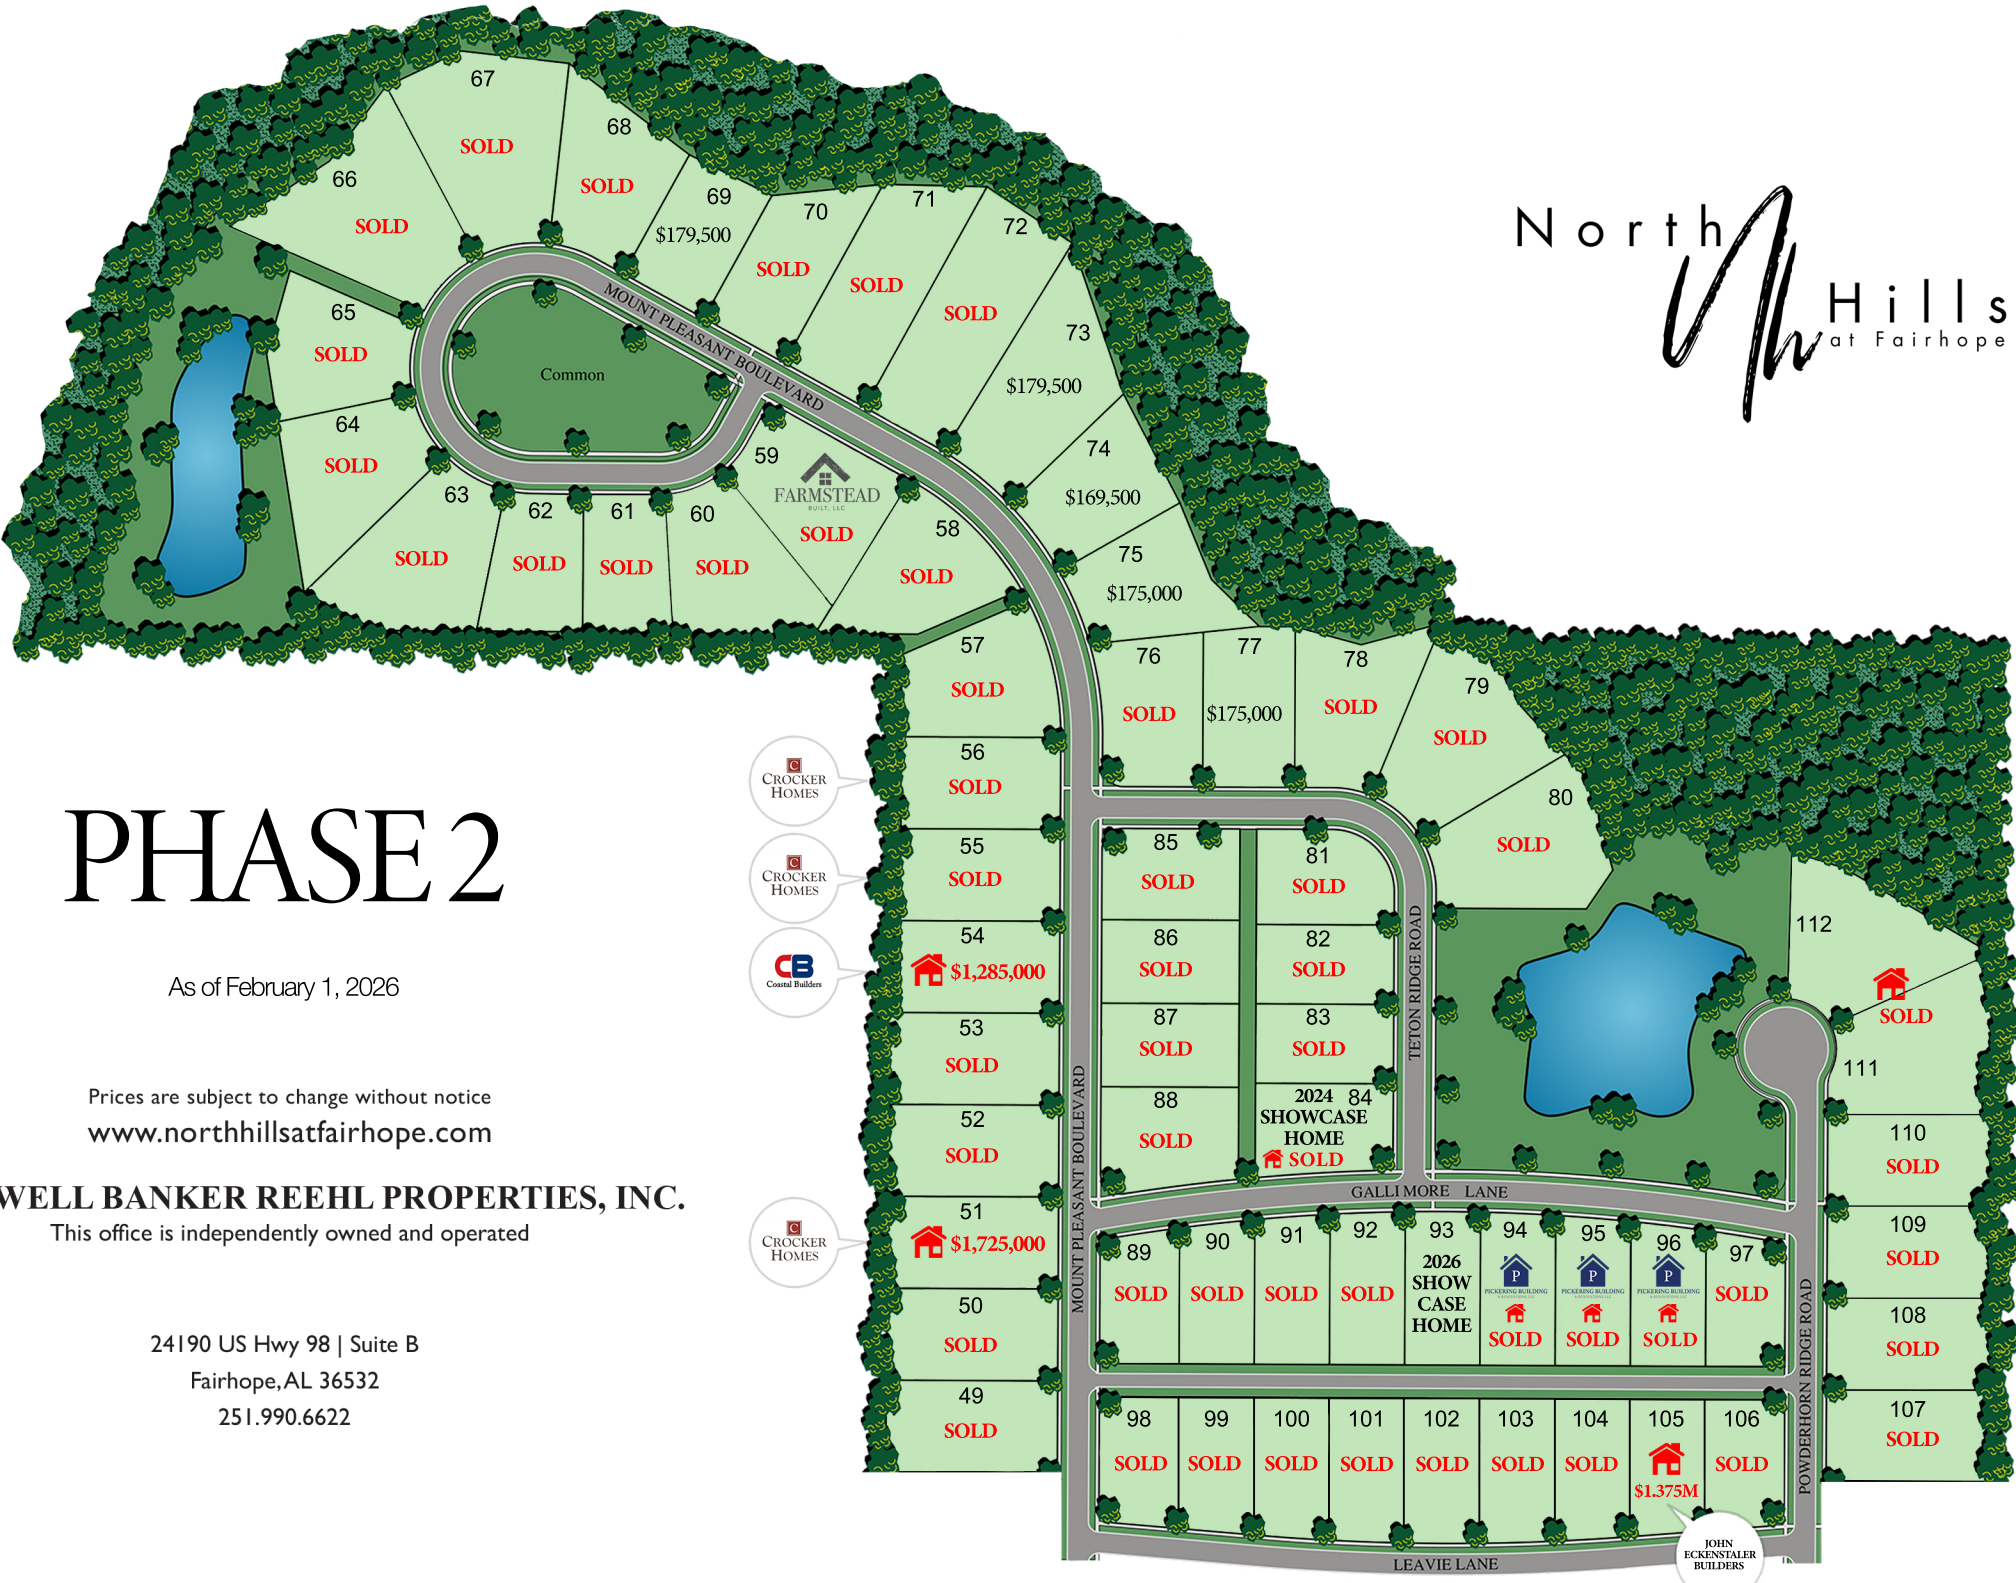 North
Hills
at Fairhope
67
SOLD
68
SOLD
66
SOLD
69
$179,500
70
SOLD
71
SOLD
72
SOLD
73
$179,500
74
$169,500
75
$175,000
65
SOLD
64
SOLD
63
SOLD
62
SOLD
61
SOLD
60
SOLD
59
FARMSTEAD
BUILT, LLC
SOLD
58
SOLD
Common
MOUNT PLEASANT BOULEVARD
57
SOLD
76
SOLD
77
$175,000
78
SOLD
79
SOLD
80
SOLD
56
SOLD
CROCKER
HOMES
55
SOLD
CROCKER
HOMES
54
$1,285,000
CB
Coastal Builders
53
SOLD
52
SOLD
51
$1,725,000
C
CROCKER
HOMES
50
SOLD
49
SOLD
85
SOLD
86
SOLD
87
SOLD
88
SOLD
81
SOLD
82
SOLD
83
SOLD
2024 84
SHOWCASE
HOME
SOLD
TETON RIDGE ROAD
MOUNT PLEASANT BOULEVARD
GALLIMORE LANE
112
SOLD
111
110
SOLD
109
SOLD
108
SOLD
107
SOLD
POWDERHORN RIDGE ROAD
89
SOLD
90
SOLD
91
SOLD
92
SOLD
93
2026
SHOW
CASE
HOME
94
P
PICKERING BUILDING
SOLD
95
P
PICKERING BUILDING
SOLD
96
P
PICKERING BUILDING
SOLD
97
SOLD
98
SOLD
99
SOLD
100
SOLD
101
SOLD
102
SOLD
103
SOLD
104
SOLD
105
$1.375M
106
SOLD
JOHN
ECKENSTALER
BUILDERS
LEAVIE LANE
PHASE 2
As of February 1, 2026
Prices are subject to change without notice
www.northhillsatfairhope.com
WELL BANKER REEHL PROPERTIES, INC.
This office is independently owned and operated
24190 US Hwy 98 | Suite B
Fairhope, AL 36532
251.990.6622